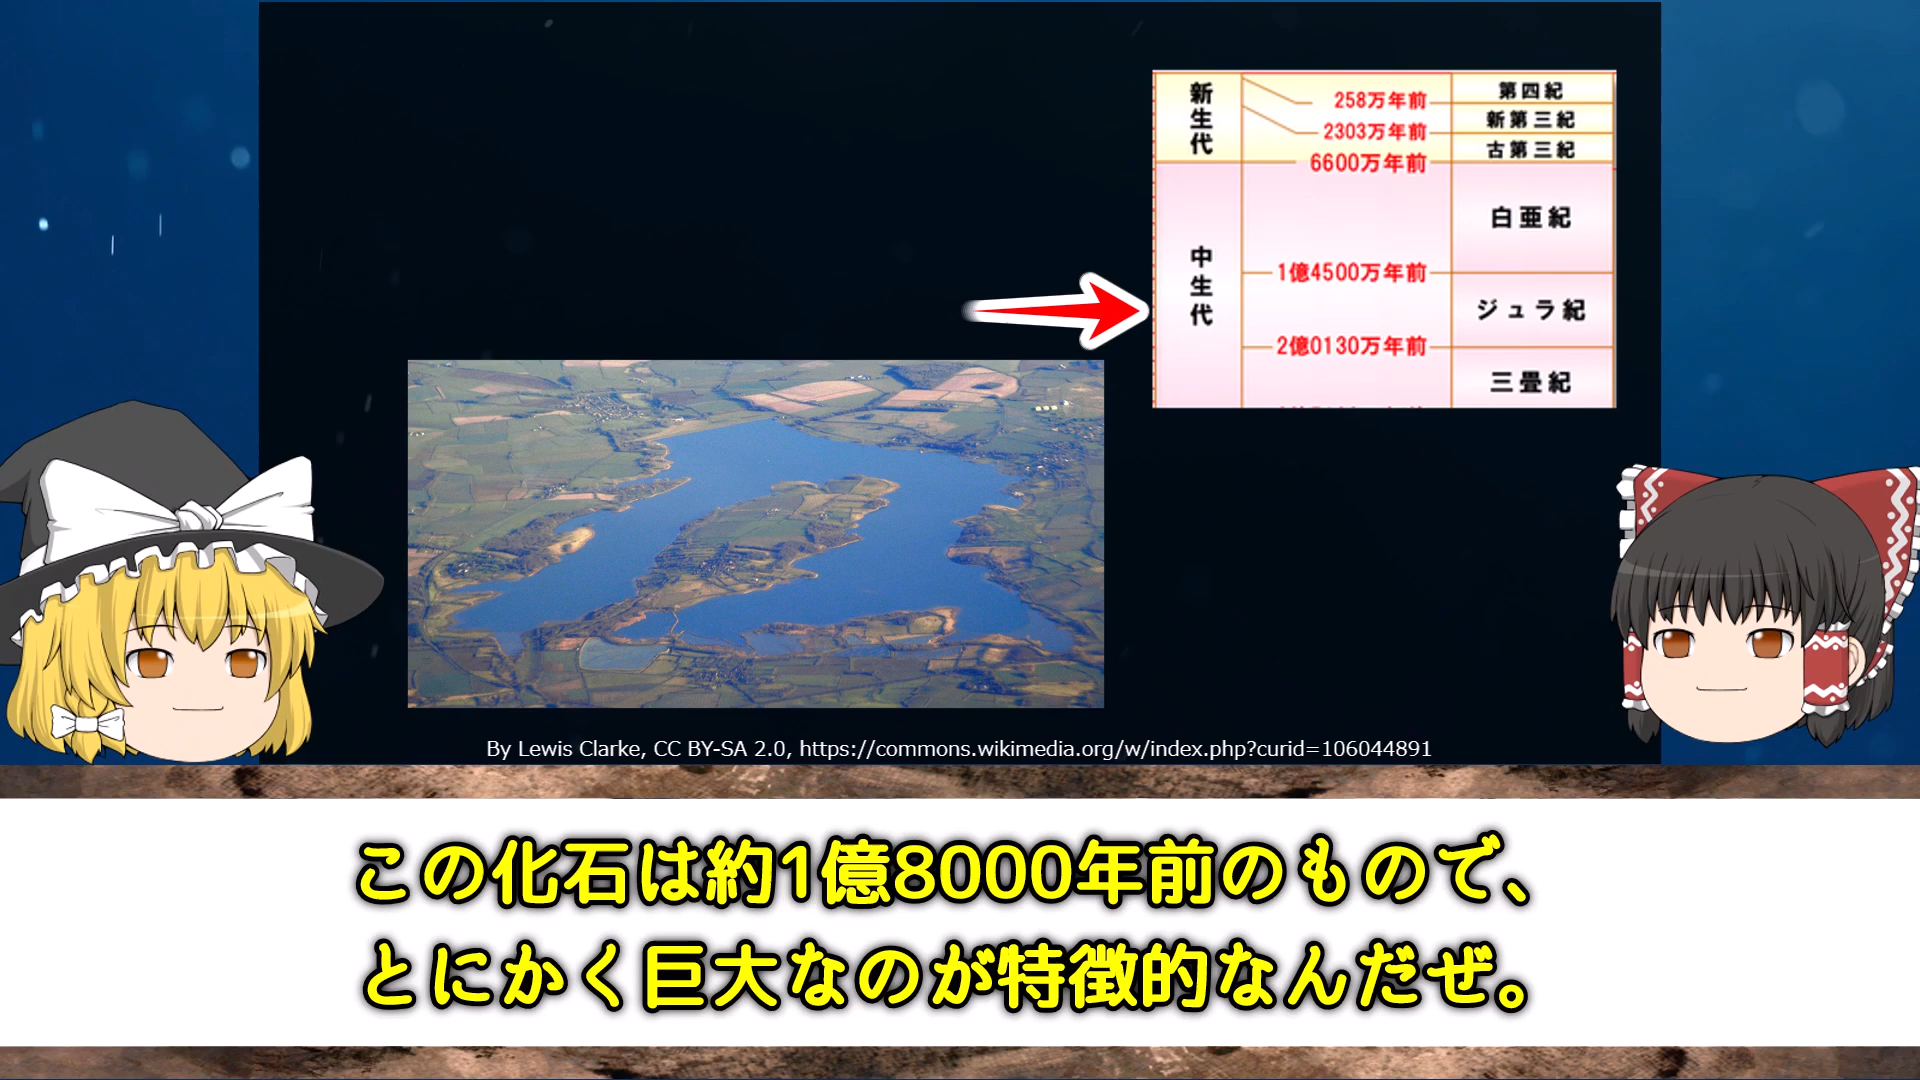 新生代
258万年前
第四紀
2303万年前
新第三紀
6600万年前
古第三紀
中生代
白亜紀
1億4500万年前
ジュラ紀
2億0130万年前
三畳紀
By Lewis Clarke, CC BY-SA 2.0, https://commons.wikimedia.org/w/index.php?curid=106044891
この化石は約1億8000年前のもので、
とにかく巨大なのが特徴的なんだぜ。